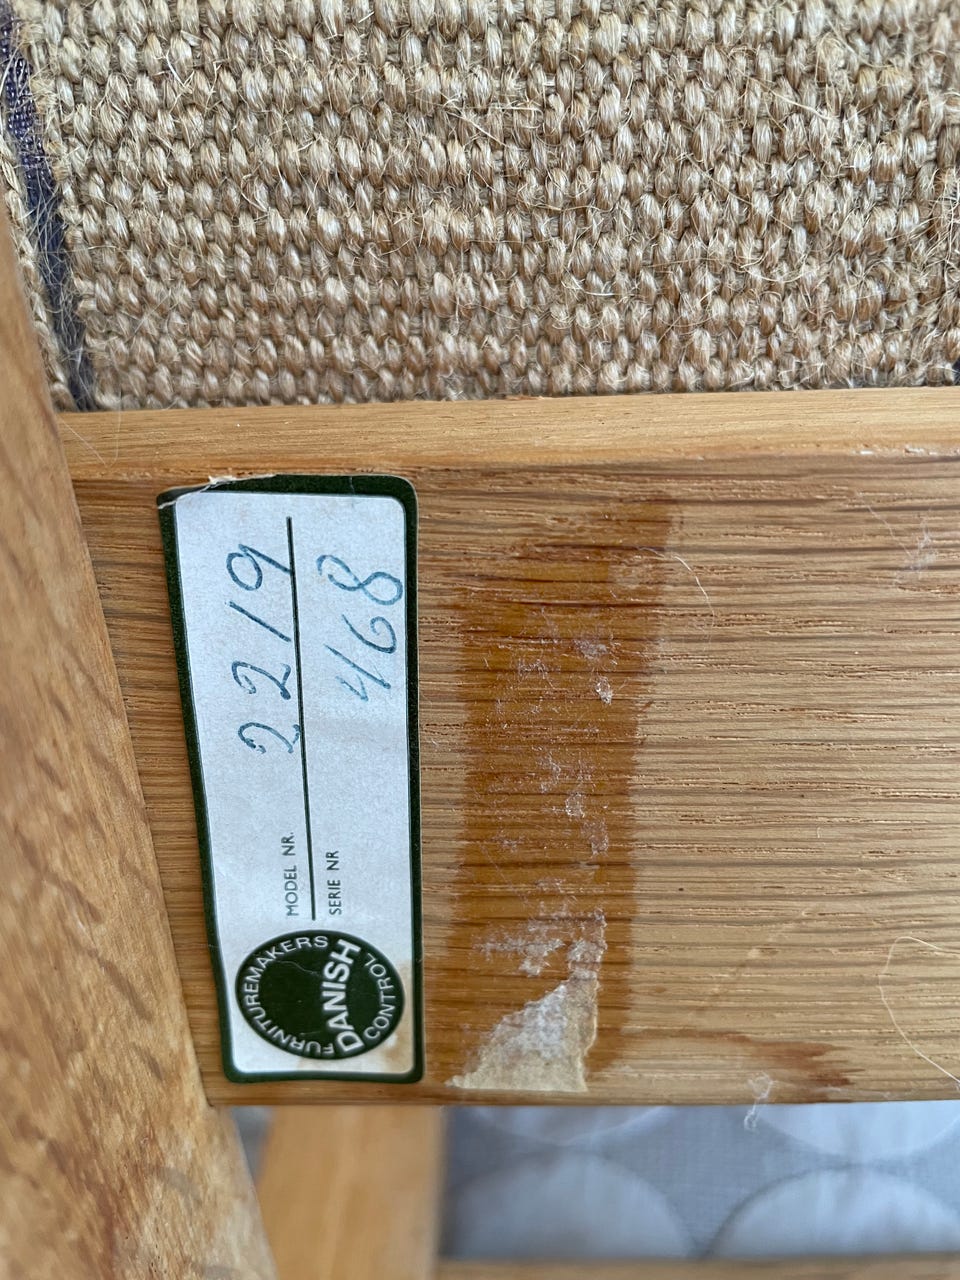 MODEL NR. 2219
SERIE NR 468
FURNITUREMAKERS
DANISH
CONTROL